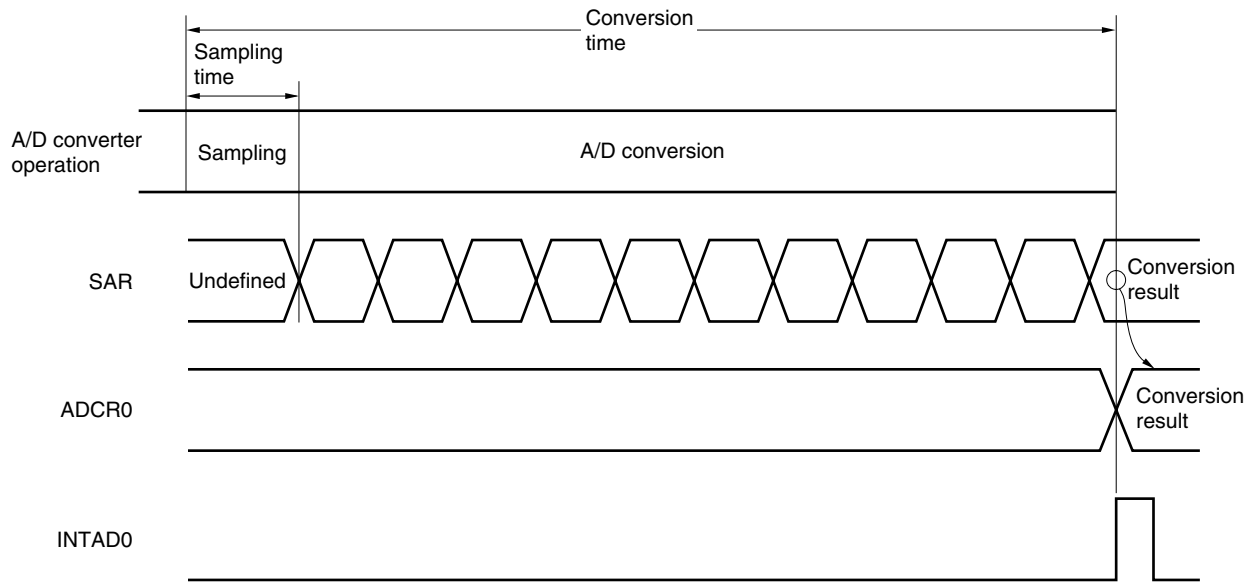 Conversion
time
Sampling
time
A/D converter
operation
Sampling
A/D conversion
SAR
Undefined
Conversion
result
ADCR0
Conversion
result
INTAD0